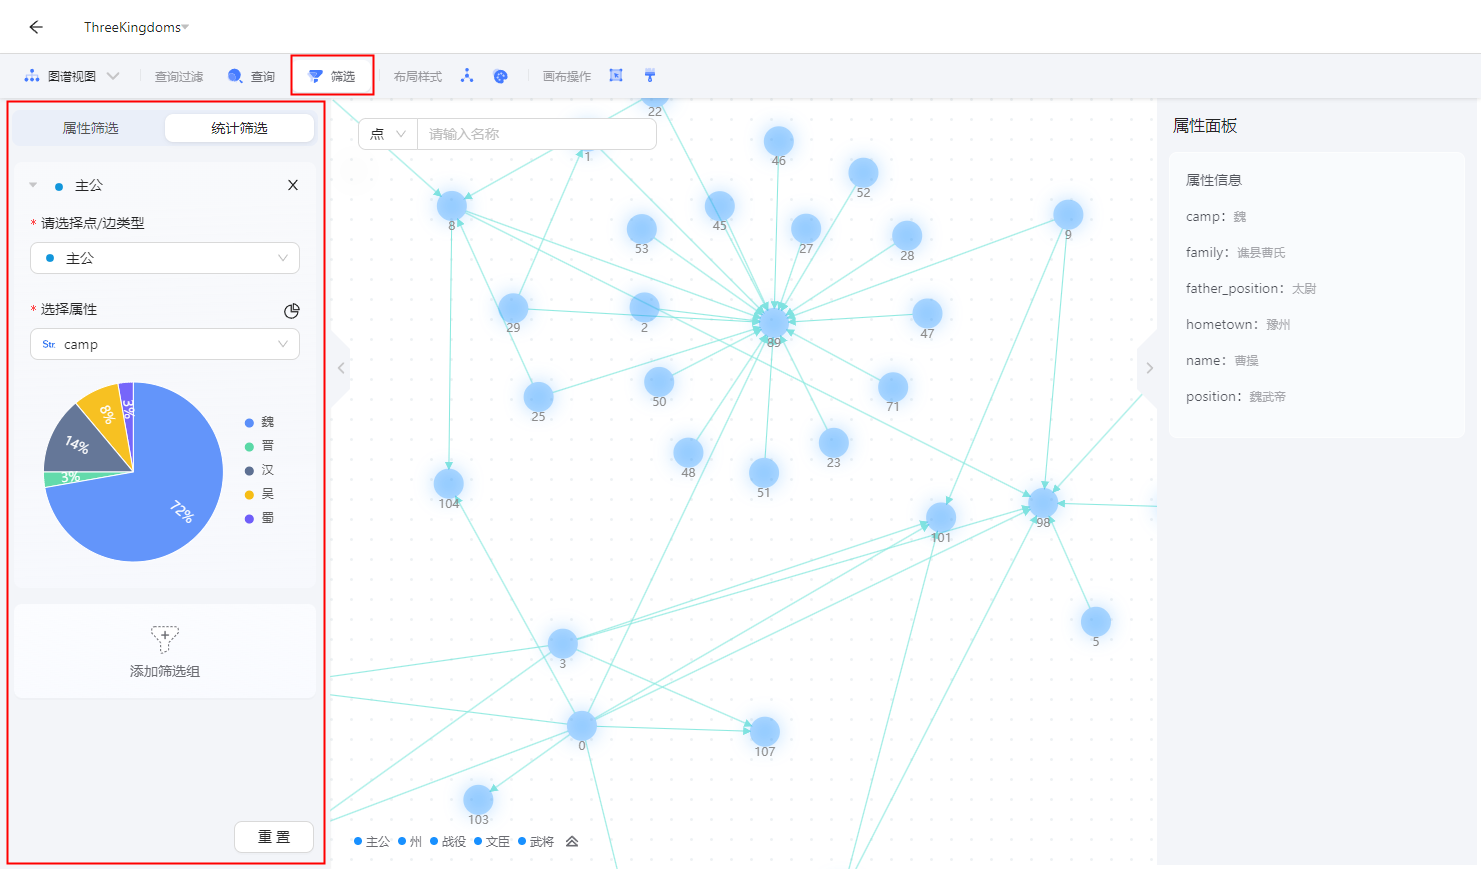 ThreeKingdoms
图谱视图 查询过滤 查询 筛选 布局样式 画布操作
属性筛选 统计筛选
主公
* 请选择点/边类型
主公
* 选择属性
Str camp
72%
3%
14%
8%
3%
魏
晋
汉
吴
蜀
添加筛选组
重 置
点 请输入名称
22
1
46
52
8
45
9
53
27
28
29
2
89
47
25
50
71
48
51
23
104
101
98
3
5
0
107
103
主公 州 战役 文臣 武将
属性面板
属性信息
camp: 魏
family: 谯县曹氏
father_position: 太尉
hometown: 豫州
name: 曹操
position: 魏武帝